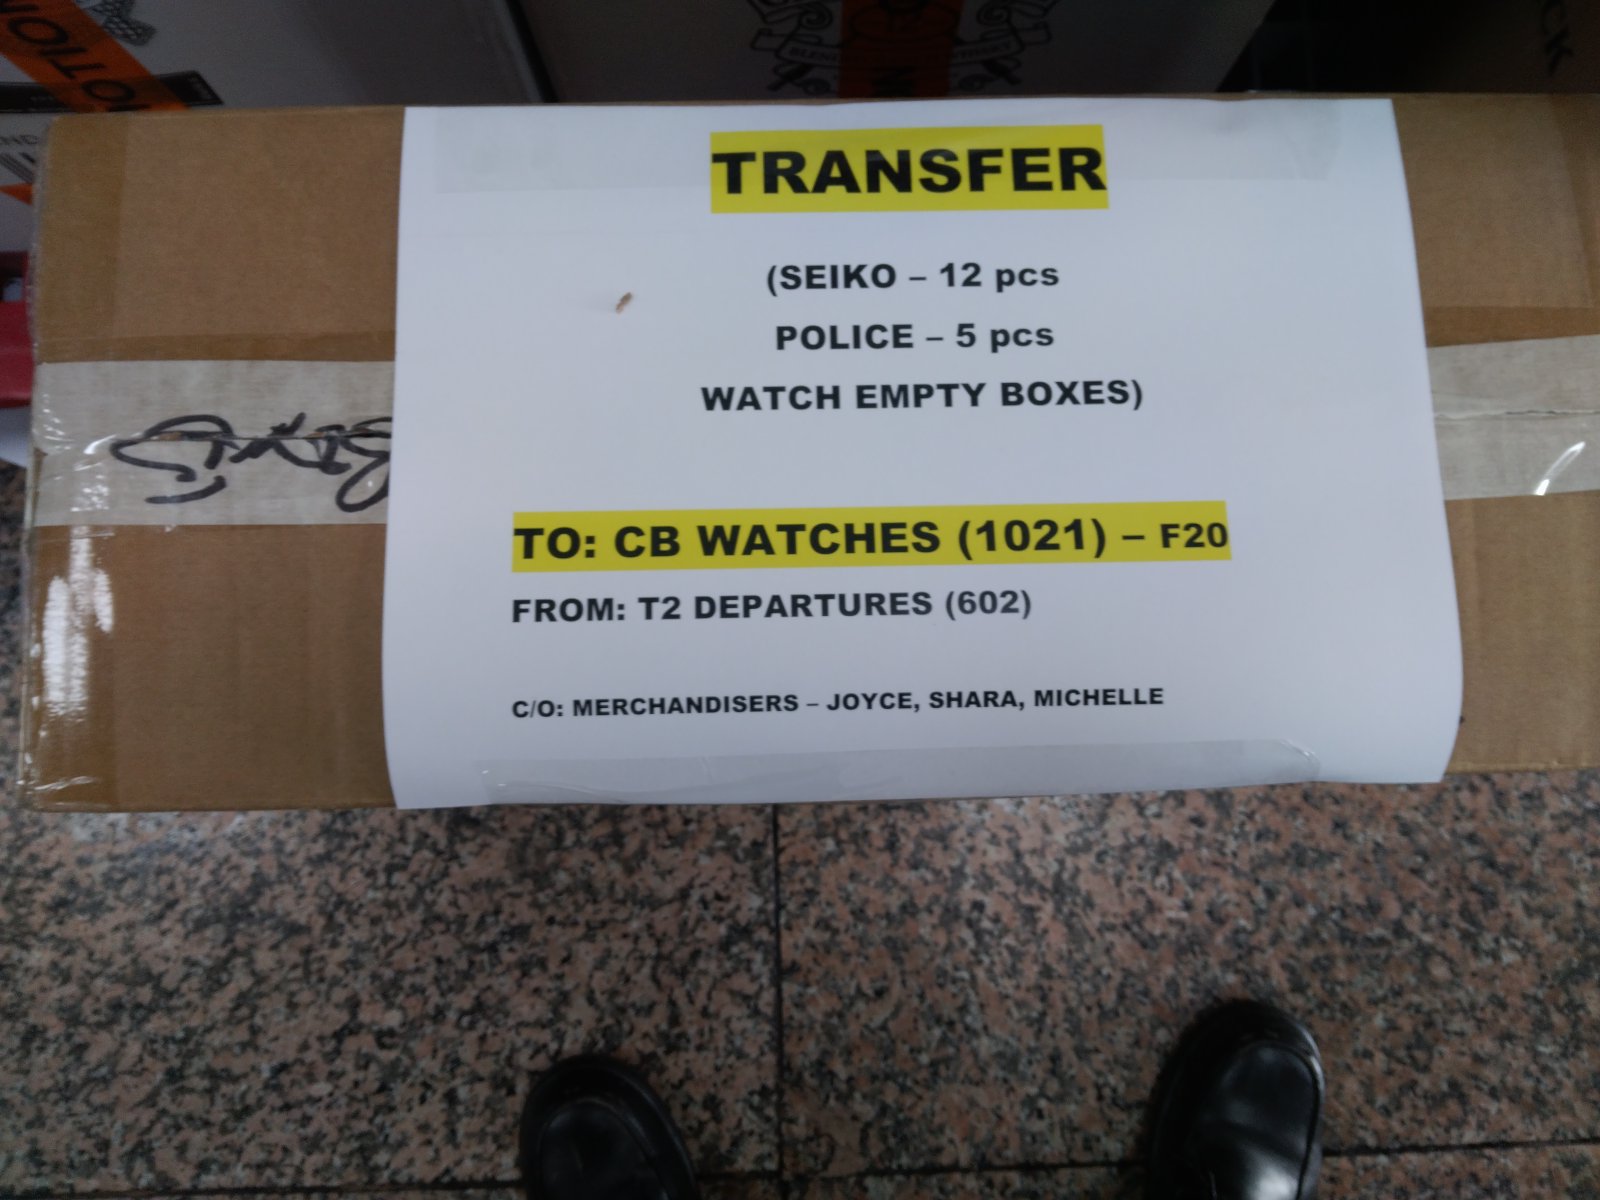 TRANSFER
(SEIKO – 12 pcs
POLICE – 5 pcs
WATCH EMPTY BOXES)
TO: CB WATCHES (1021) – F20
FROM: T2 DEPARTURES (602)
C/O: MERCHANDISERS – JOYCE, SHARA, MICHELLE